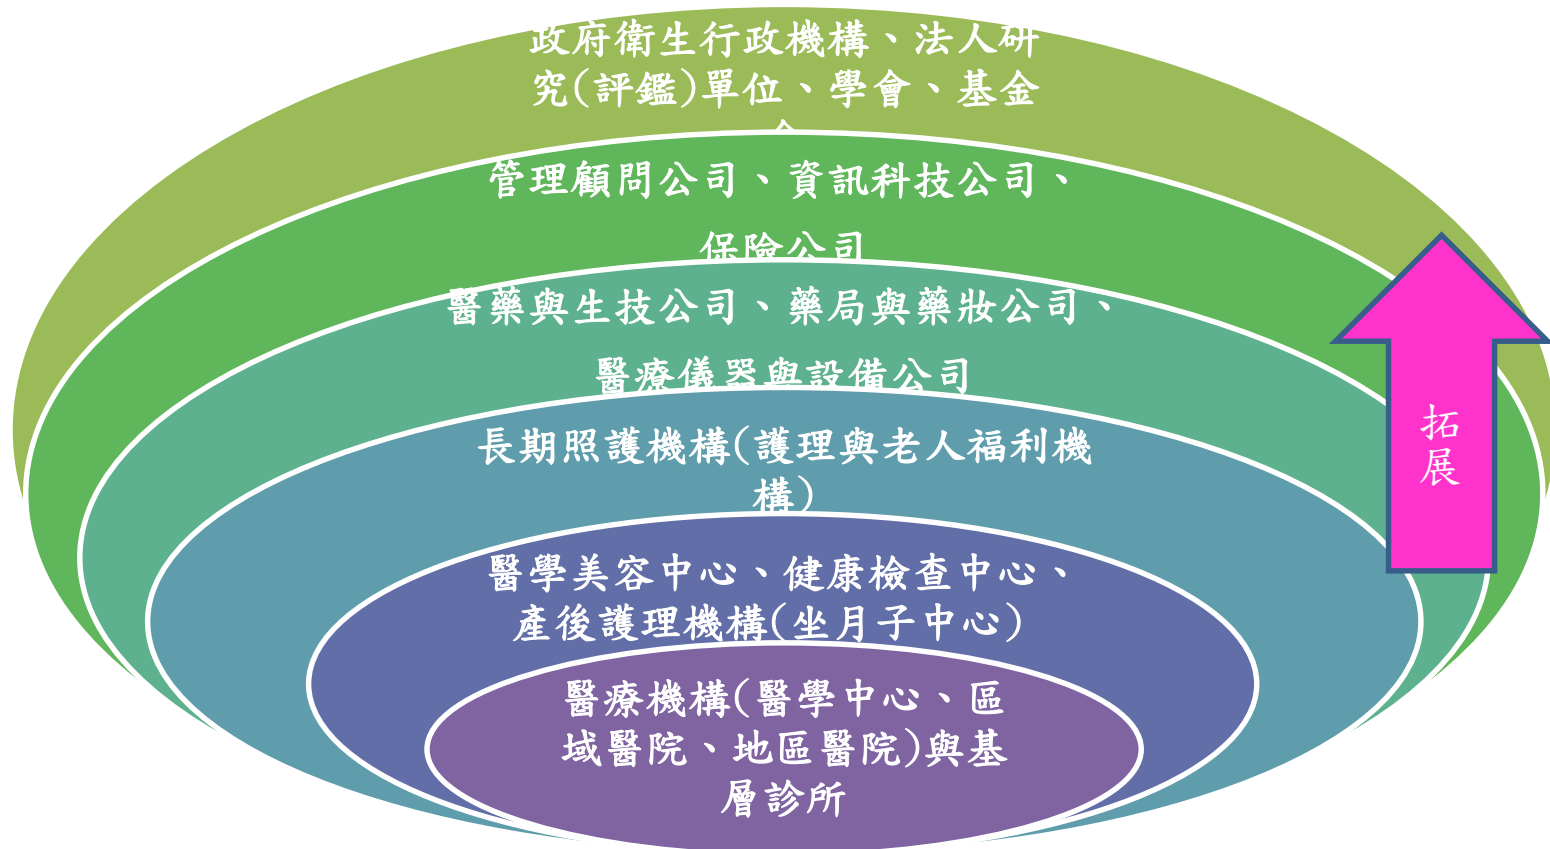 政府衛生行政機構、法人研
究(評鑑)單位、學會、基金
管理顧問公司、資訊科技公司、
保險公司
醫藥與生技公司、藥局與藥妝公司、
醫療儀器與設備公司
長期照護機構(護理與老人福利機
構)
醫學美容中心、健康檢查中心、
產後護理機構(坐月子中心)
醫療機構(醫學中心、區
域醫院、地區醫院)與基
層診所
拓
展